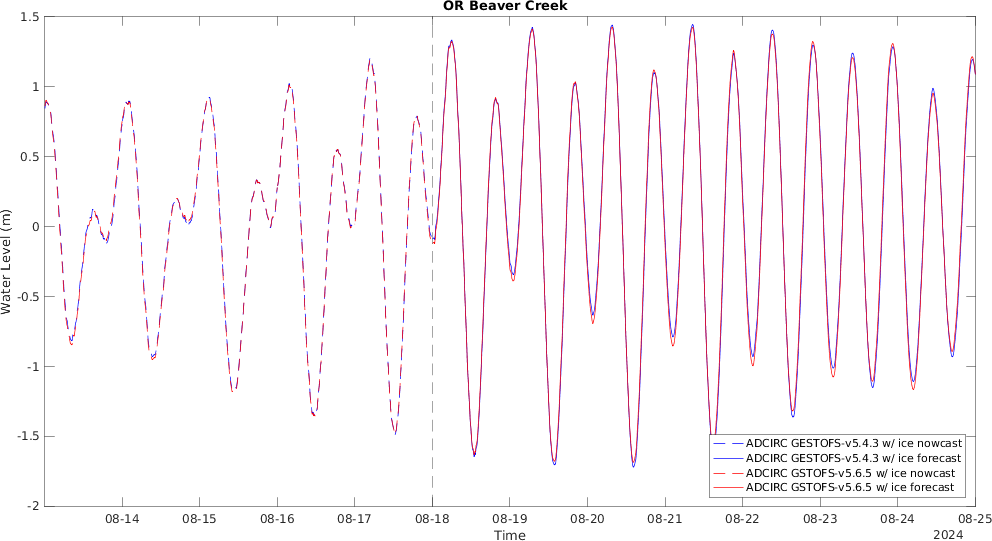 OR Beaver Creek
1.5
1
0.5
0
-0.5
-1
-1.5
-2
Water Level (m)
ADCIRC GESTOFS-v5.4.3 w/ ice nowcast
ADCIRC GESTOFS-v5.4.3 w/ ice forecast
ADCIRC GSTOFS-v5.6.5 w/ ice nowcast
ADCIRC GSTOFS-v5.6.5 w/ ice forecast
08-14 08-15 08-16 08-17 08-18 08-19 08-20 08-21 08-22 08-23 08-24 08-25
Time
2024